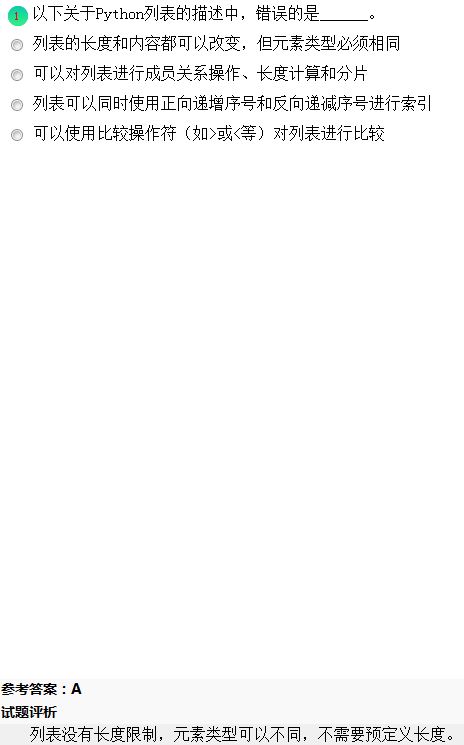 1 以下关于Python列表的描述中，错误的是______。
列表的长度和内容都可以改变，但元素类型必须相同
可以对列表进行成员关系操作、长度计算和分片
列表可以同时使用正向递增序号和反向递减序号进行索引
可以使用比较操作符（如>或<等）对列表进行比较
参考答案：A
试题评析
列表没有长度限制，元素类型可以不同，不需要预定义长度。